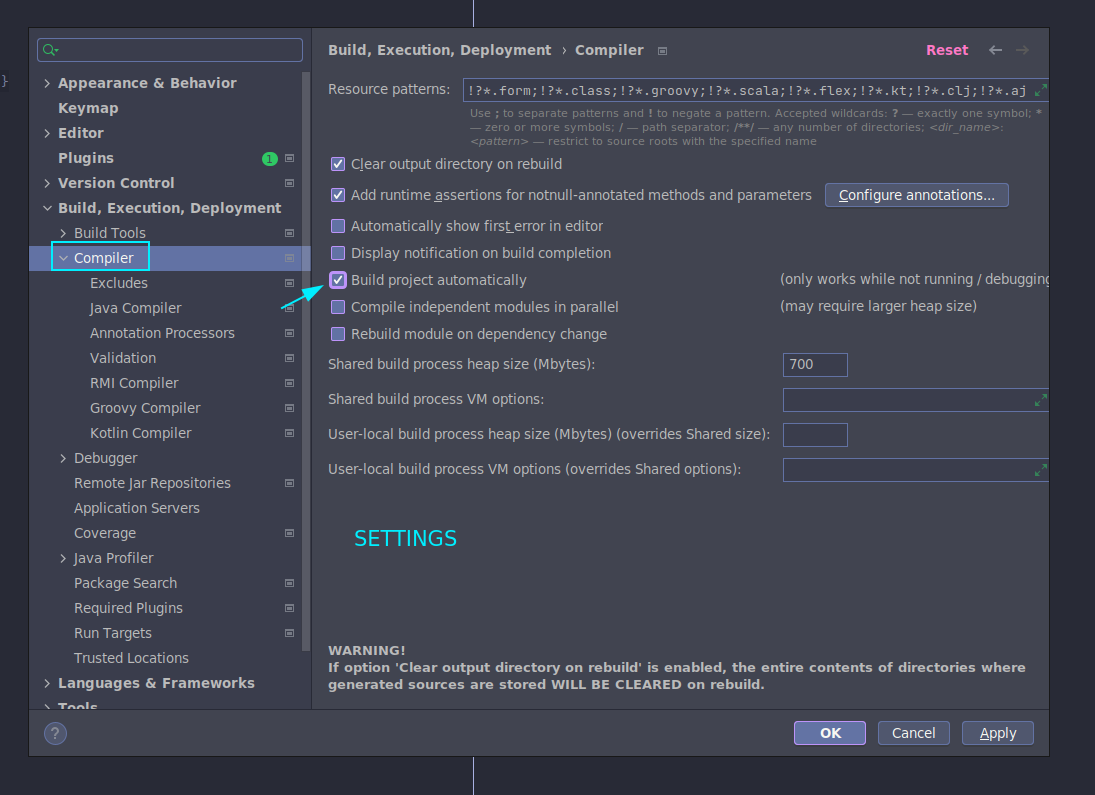 }
Appearance & Behavior
Keymap
Editor
Plugins 1
Version Control
Build, Execution, Deployment
Build Tools
Compiler
Excludes
Java Compiler
Annotation Processors
Validation
RMI Compiler
Groovy Compiler
Kotlin Compiler
Debugger
Remote Jar Repositories
Application Servers
Coverage
Java Profiler
Package Search
Required Plugins
Run Targets
Trusted Locations
Languages & Frameworks
Tools
?
Build, Execution, Deployment › Compiler Reset
Resource patterns: !?*.form;!?*.class;!?*.groovy;!?*.scala;!?*.flex;!?*.kt;!?*.clj;!?*.aj
Use ; to separate patterns and ! to negate a pattern. Accepted wildcards: ? — exactly one symbol; *
— zero or more symbols; / — path separator; /**/ — any number of directories; <dir_name>:
<pattern> — restrict to source roots with the specified name
Clear output directory on rebuild
Add runtime assertions for notnull-annotated methods and parameters Configure annotations...
Automatically show first error in editor
Display notification on build completion
Build project automatically (only works while not running / debugging
Compile independent modules in parallel (may require larger heap size)
Rebuild module on dependency change
Shared build process heap size (Mbytes): 700
Shared build process VM options:
User-local build process heap size (Mbytes) (overrides Shared size):
User-local build process VM options (overrides Shared options):
SETTINGS
WARNING!
If option 'Clear output directory on rebuild' is enabled, the entire contents of directories where
generated sources are stored WILL BE CLEARED on rebuild.
OK Cancel Apply